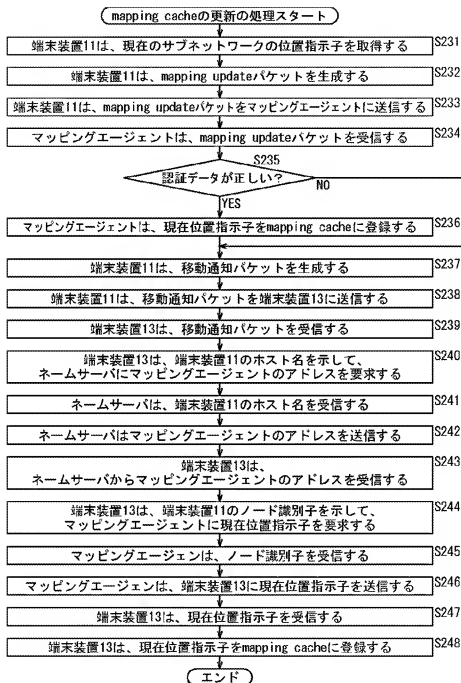 mapping cacheの更新の処理スタート
端末装置11は、現在のサブネットワークの位置指示子を取得する S231
端末装置11は、mapping updateパケットを生成する S232
端末装置11は、mapping updateパケットをマッピングエージェントに送信する S233
マッピングエージェントは、mapping updateパケットを受信する S234
S235
認証データが正しい?
NO
YES
マッピングエージェントは、現在位置指示子をmapping cacheに登録する S236
端末装置11は、移動通知パケットを生成する S237
端末装置11は、移動通知パケットを端末装置13に送信する S238
端末装置13は、移動通知パケットを受信する S239
端末装置13は、端末装置11のホスト名を示して、 S240
ネームサーバにマッピングエージェントのアドレスを要求する
ネームサーバは、端末装置11のホスト名を受信する S241
ネームサーバはマッピングエージェントのアドレスを送信する S242
端末装置13は、 S243
ネームサーバからマッピングエージェントのアドレスを受信する
端末装置13は、端末装置11のノード識別子を示して、 S244
マッピングエージェントに現在位置指示子を要求する
マッピングエージェンは、ノード識別子を受信する S245
マッピングエージェンは、端末装置13に現在位置指示子を送信する S246
端末装置13は、現在位置指示子を受信する S247
端末装置13は、現在位置指示子をmapping cacheに登録する S248
エンド